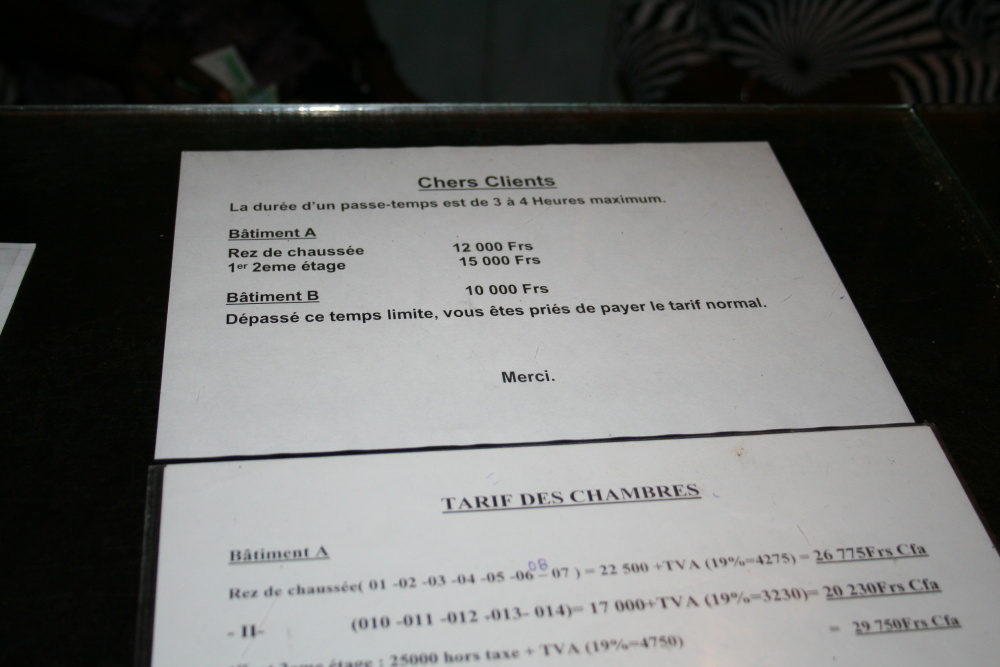 Chers Clients
La durée d'un passe-temps est de 3 à 4 Heures maximum.
Bâtiment A
Rez de chaussée 12 000 Frs
1er 2eme étage 15 000 Frs
Bâtiment B 10 000 Frs
Dépassé ce temps limite, vous êtes priés de payer le tarif normal.
Merci.
TARIF DES CHAMBRES
Bâtiment A
08
Rez de chaussée( 01 -02 -03 -04 -05 -06 – 07 ) = 22 500 +TVA (19%=4275) = 26 775Frs Cfa
- II- (010 -011 -012 -013- 014)= 17 000+TVA (19%=3230)= 20 230Frs Cfa
2eme étage : 25000 hors taxe + TVA (19%=4750) = 29 750Frs Cfa